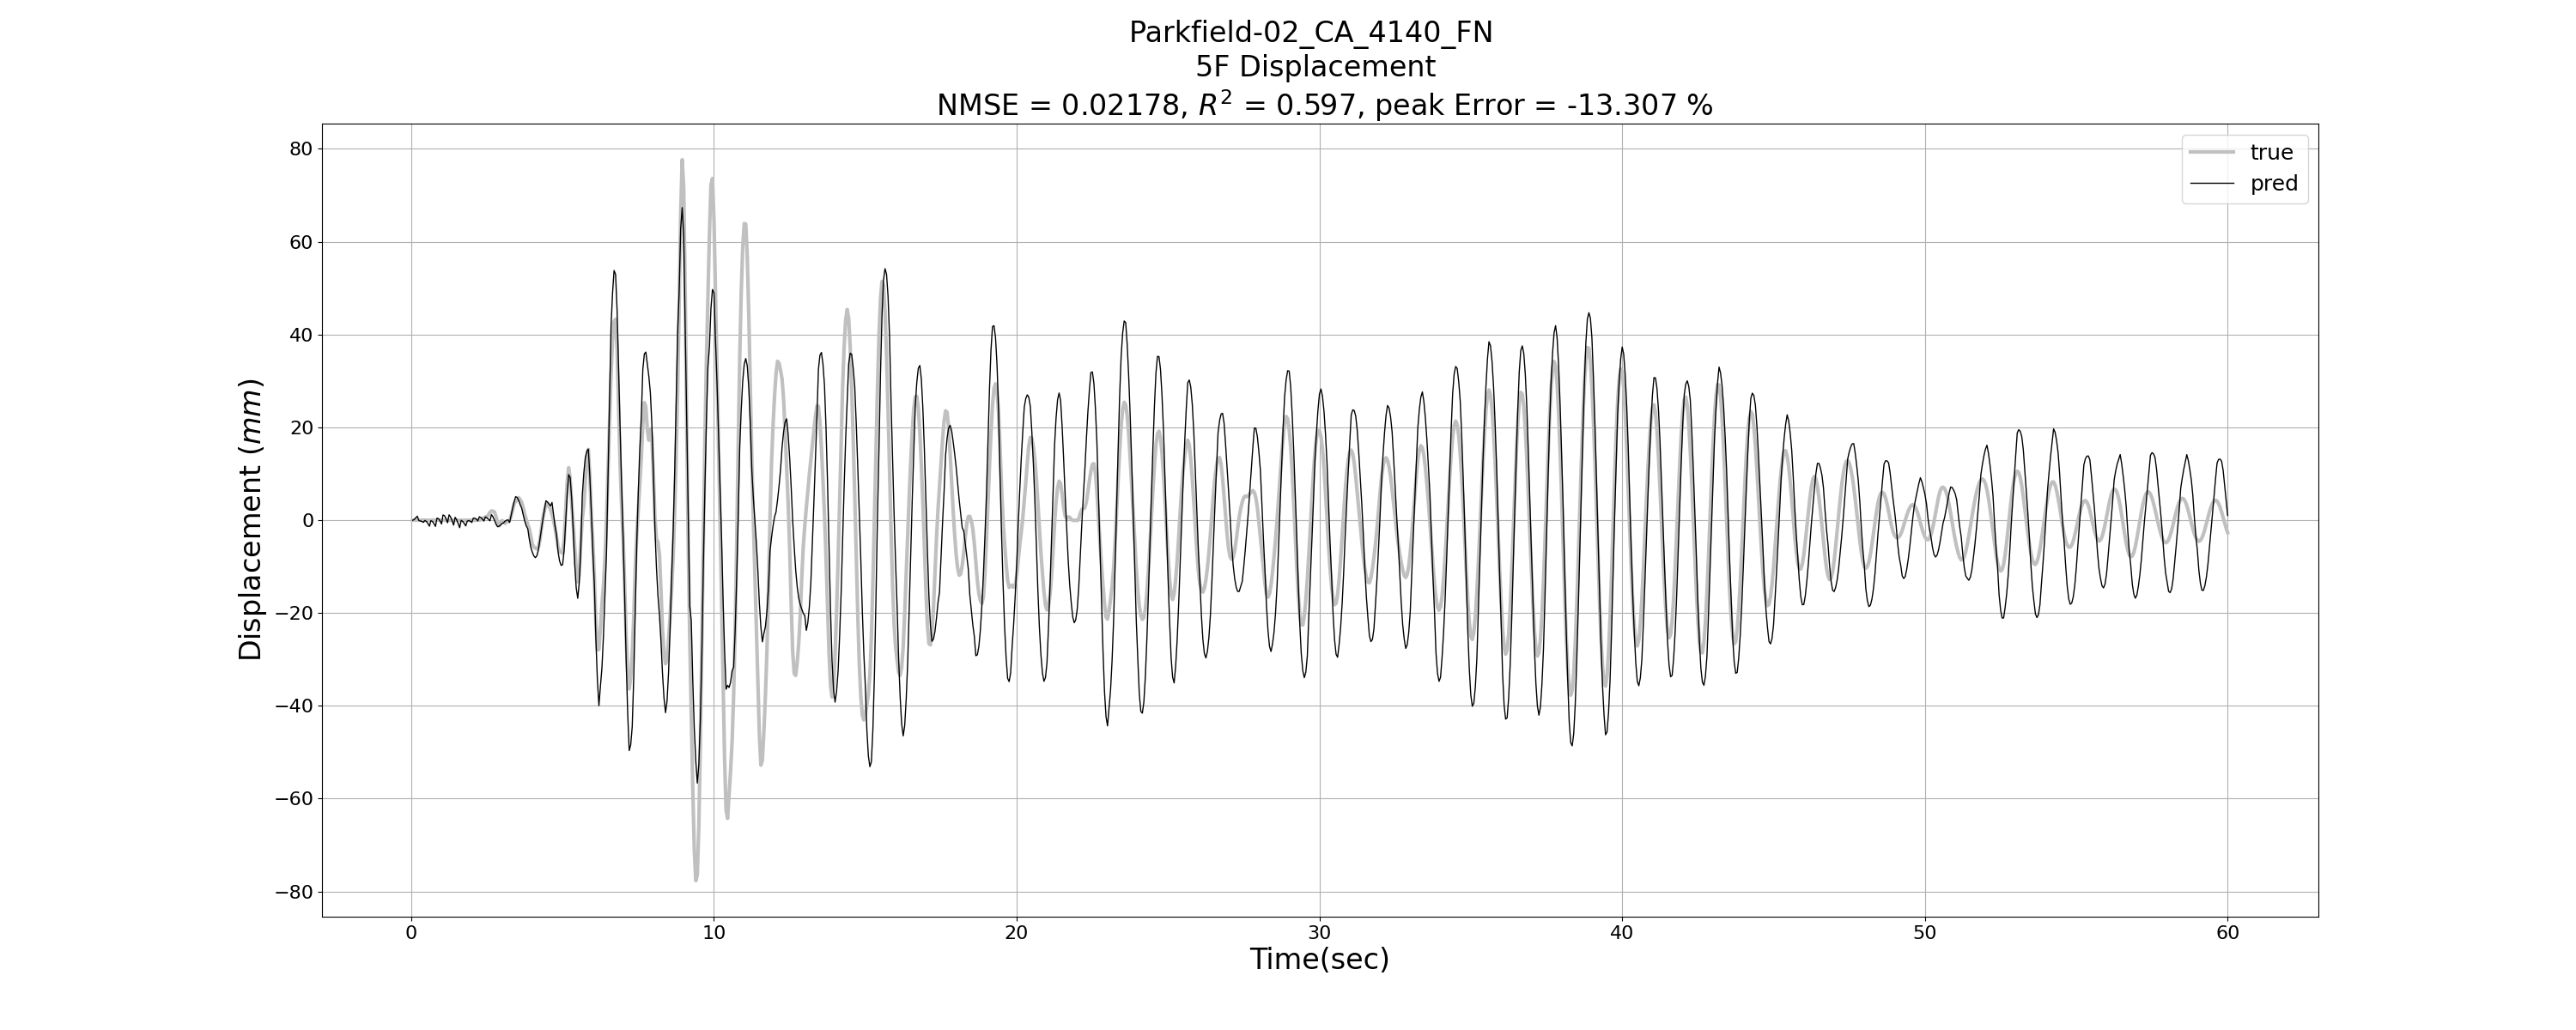 Parkfield-02_CA_4140_FN
5F Displacement
NMSE = 0.02178, R² = 0.597, peak Error = -13.307 %
true
pred
80
60
40
20
0
−20
−40
−60
−80
Displacement (mm)
0 10 20 30 40 50 60
Time(sec)